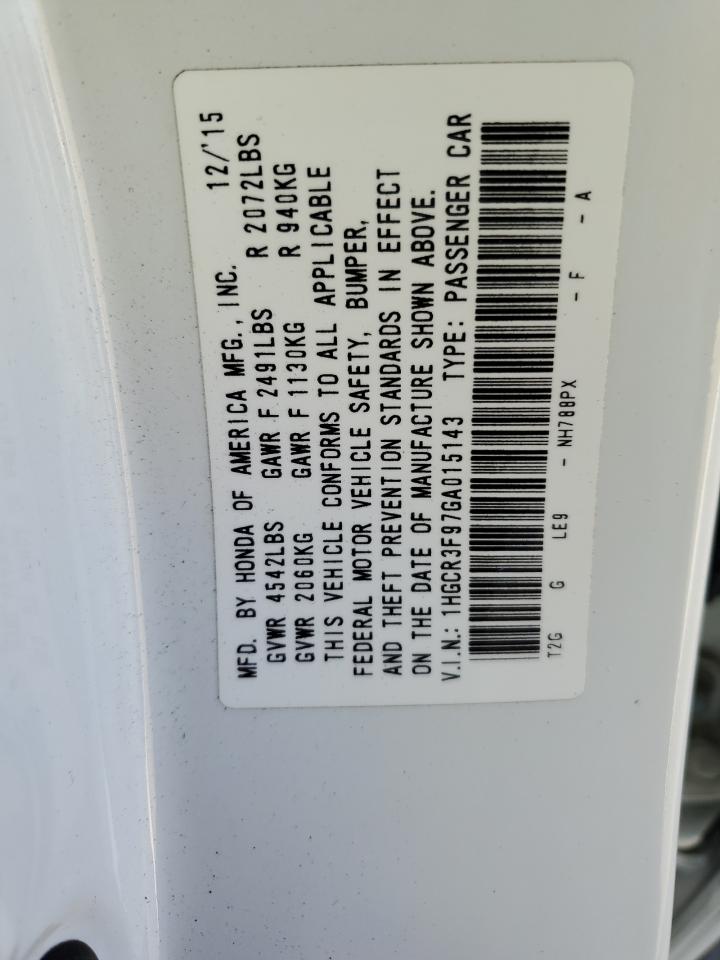 MFD. BY HONDA OF AMERICA MFG., INC. 12/'15
GVWR 4542LBS GAWR F 2491LBS R 2072LBS
GVWR 2060KG GAWR F 1130KG R 940KG
THIS VEHICLE CONFORMS TO ALL APPLICABLE
FEDERAL MOTOR VEHICLE SAFETY, BUMPER,
AND THEFT PREVENTION STANDARDS IN EFFECT
ON THE DATE OF MANUFACTURE SHOWN ABOVE.
V.I.N.: 1HGCR3F97GA015143 TYPE: PASSENGER CAR
T2G G LE9 - NH788PX - F - A